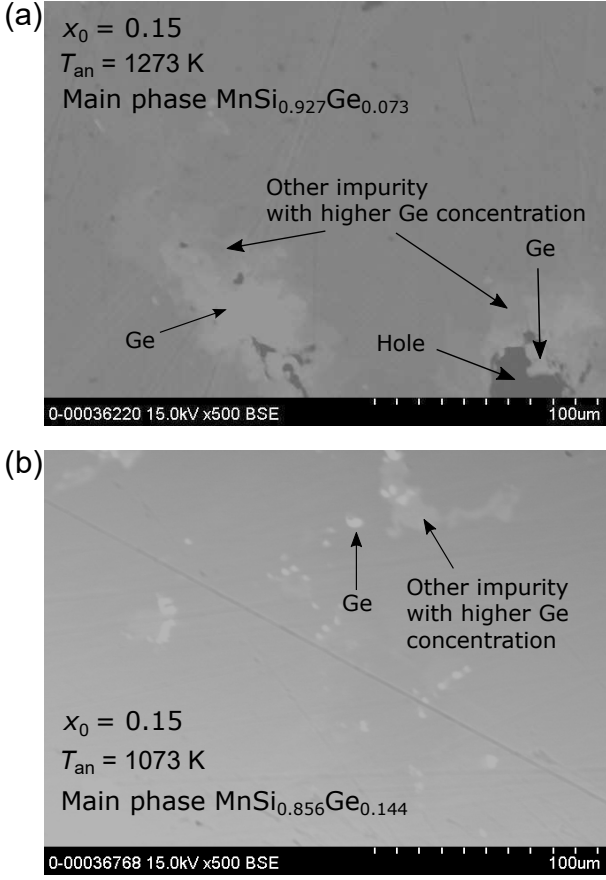 (a)
x₀ = 0.15
Tan = 1273 K
Main phase MnSi₀.₉₂₇Ge₀.₀₇₃
Other impurity
with higher Ge concentration
Ge
Ge
Hole
0-00036220 15.0kV x500 BSE 100um
(b)
Ge
Other impurity
with higher Ge
concentration
x₀ = 0.15
Tan = 1073 K
Main phase MnSi₀.₈₅₆Ge₀.₁₄₄
0-00036768 15.0kV x500 BSE 100um